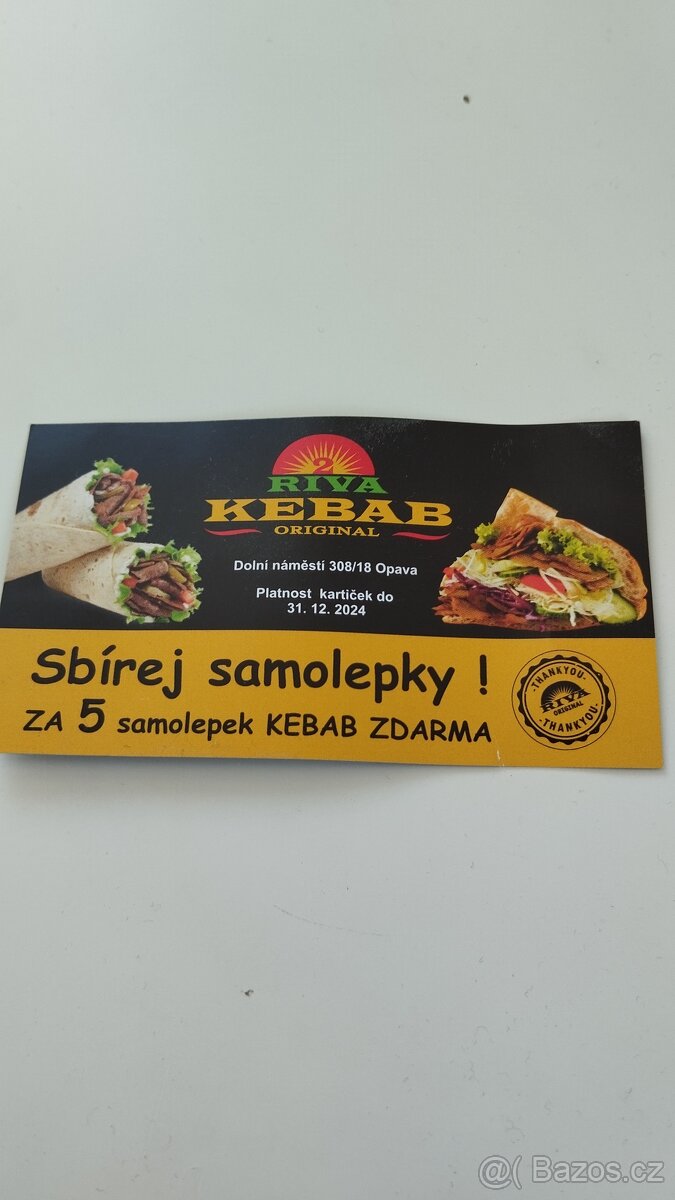 2
RIVA
KEBAB
ORIGINAL
Dolní náměstí 308/18 Opava
Platnost kartiček do
31. 12. 2024
Sbírej samolepky !
ZA 5 samolepek KEBAB ZDARMA
·THANKYOU·
RIVA
ORIGINAL
·THANKYOU·
@( Bazos.cz